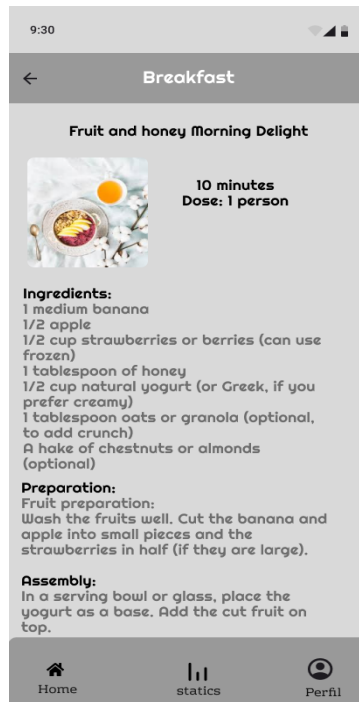 9:30
Breakfast
Fruit and honey Morning Delight
10 minutes
Dose: 1 person
Ingredients:
1 medium banana
1/2 apple
1/2 cup strawberries or berries (can use
frozen)
1 tablespoon of honey
1/2 cup natural yogurt (or Greek, if you
prefer creamy)
1 tablespoon oats or granola (optional,
to add crunch)
A hake of chestnuts or almonds
(optional)
Preparation:
Fruit preparation:
Wash the fruits well. Cut the banana and
apple into small pieces and the
strawberries in half (if they are large).
Assembly:
In a serving bowl or glass, place the
yogurt as a base. Add the cut fruit on
top.
Home
statics
Perfil